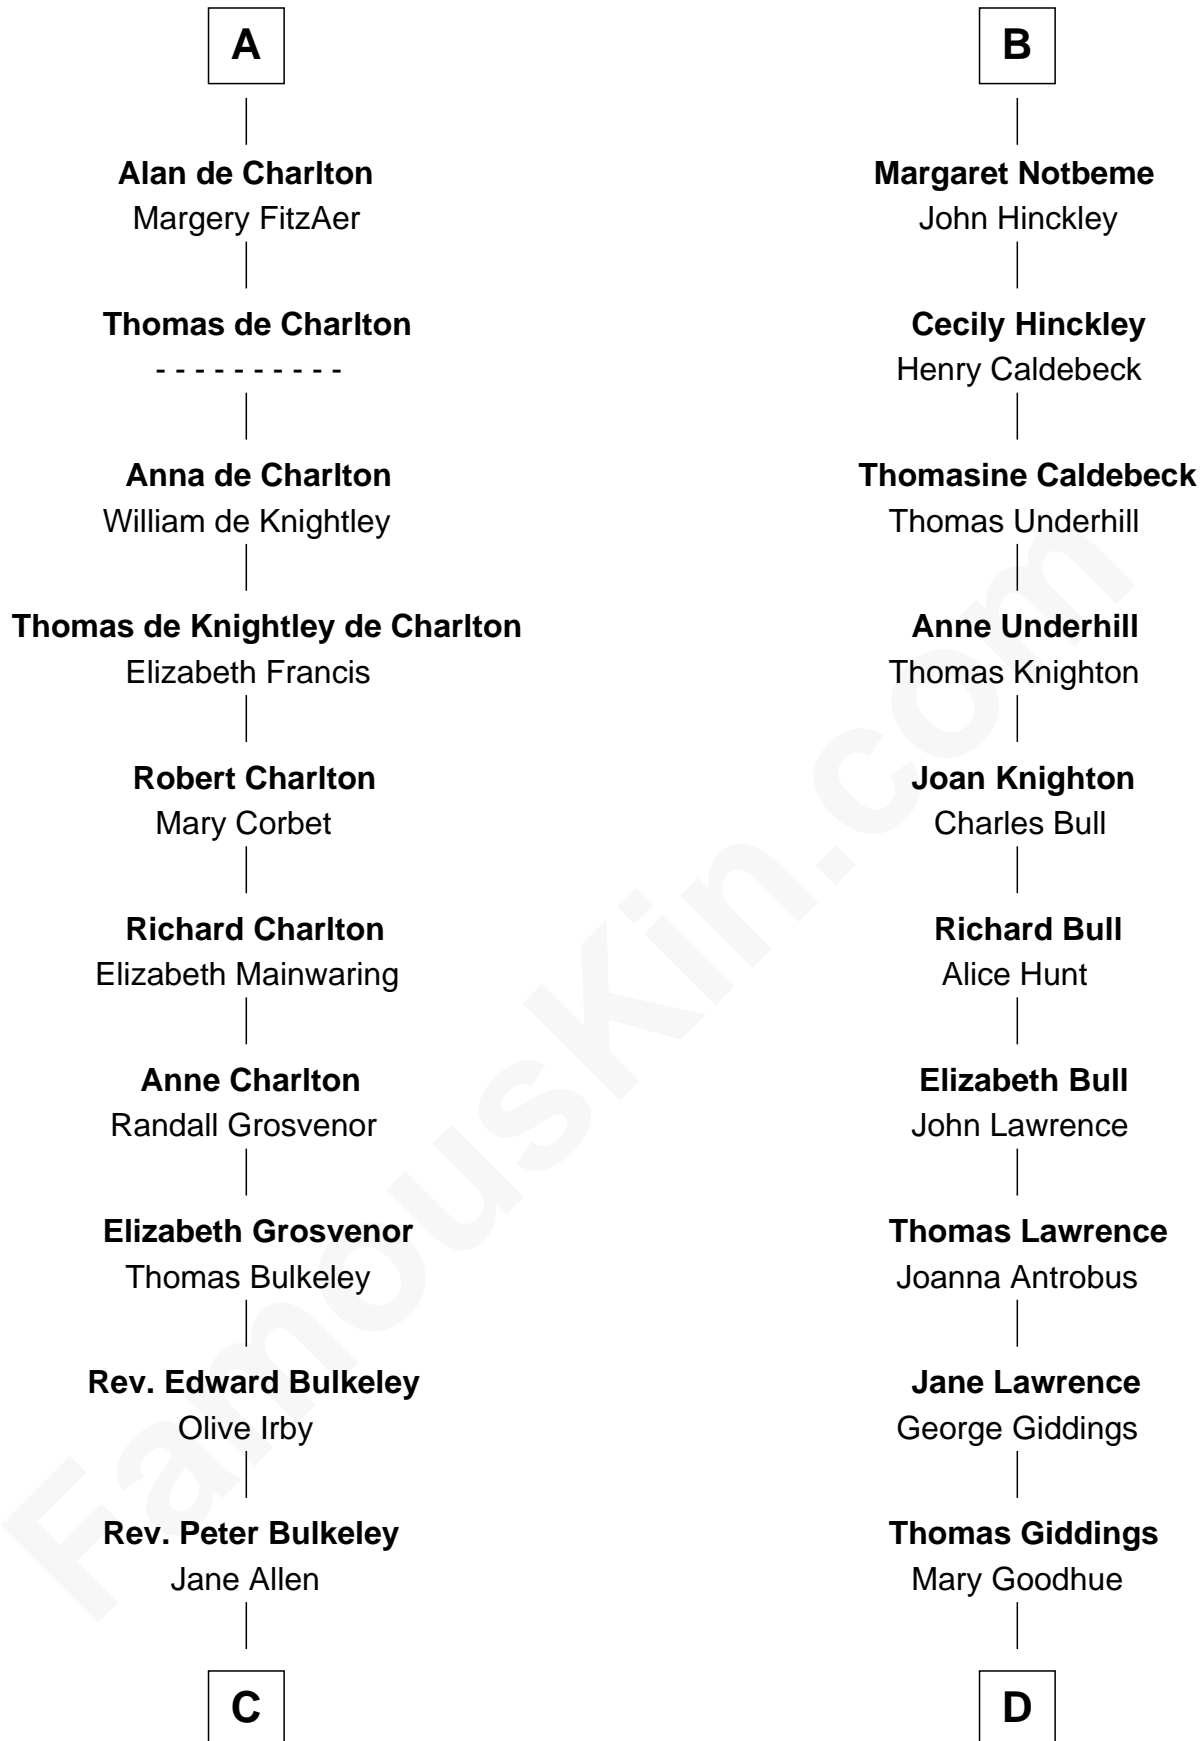 A
Alan de Charlton
Margery FitzAer
Thomas de Charlton
- - - - - - - - - -
Anna de Charlton
William de Knightley
Thomas de Knightley de Charlton
Elizabeth Francis
Robert Charlton
Mary Corbet
Richard Charlton
Elizabeth Mainwaring
Anne Charlton
Randall Grosvenor
Elizabeth Grosvenor
Thomas Bulkeley
Rev. Edward Bulkeley
Olive Irby
Rev. Peter Bulkeley
Jane Allen
C
B
Margaret Notbeme
John Hinckley
Cecily Hinckley
Henry Caldebeck
Thomasine Caldebeck
Thomas Underhill
Anne Underhill
Thomas Knighton
Joan Knighton
Charles Bull
Richard Bull
Alice Hunt
Elizabeth Bull
John Lawrence
Thomas Lawrence
Joanna Antrobus
Jane Lawrence
George Giddings
Thomas Giddings
Mary Goodhue
D
FamousKin.com